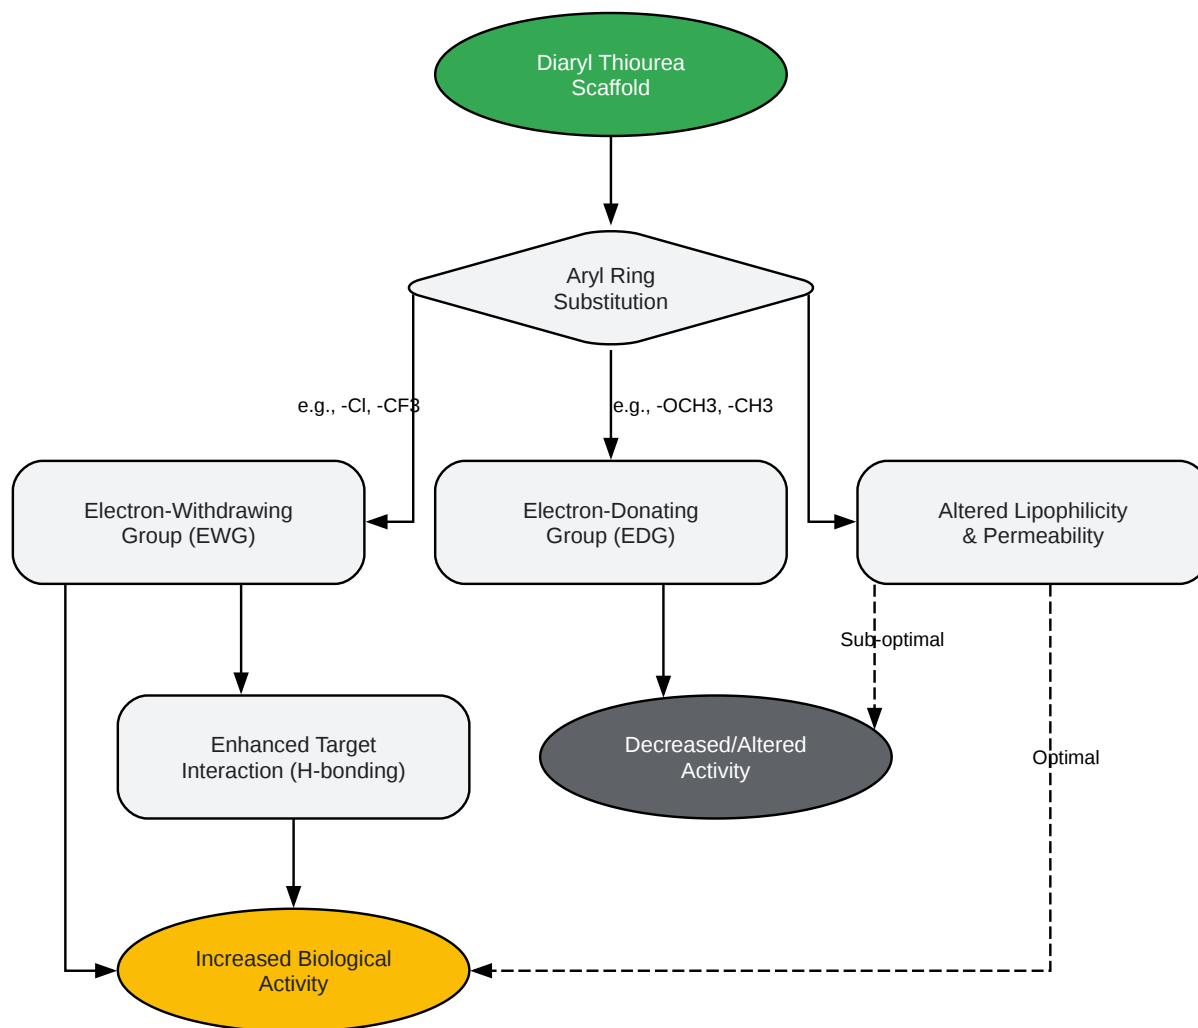 Diaryl Thiourea
Scaffold
Aryl Ring
Substitution
e.g., -Cl, -CF3
e.g., -OCH3, -CH3
Electron-Withdrawing
Group (EWG)
Electron-Donating
Group (EDG)
Altered Lipophilicity
& Permeability
Sub-optimal
Enhanced Target
Interaction (H-bonding)
Decreased/Altered
Activity
Optimal
Increased Biological
Activity